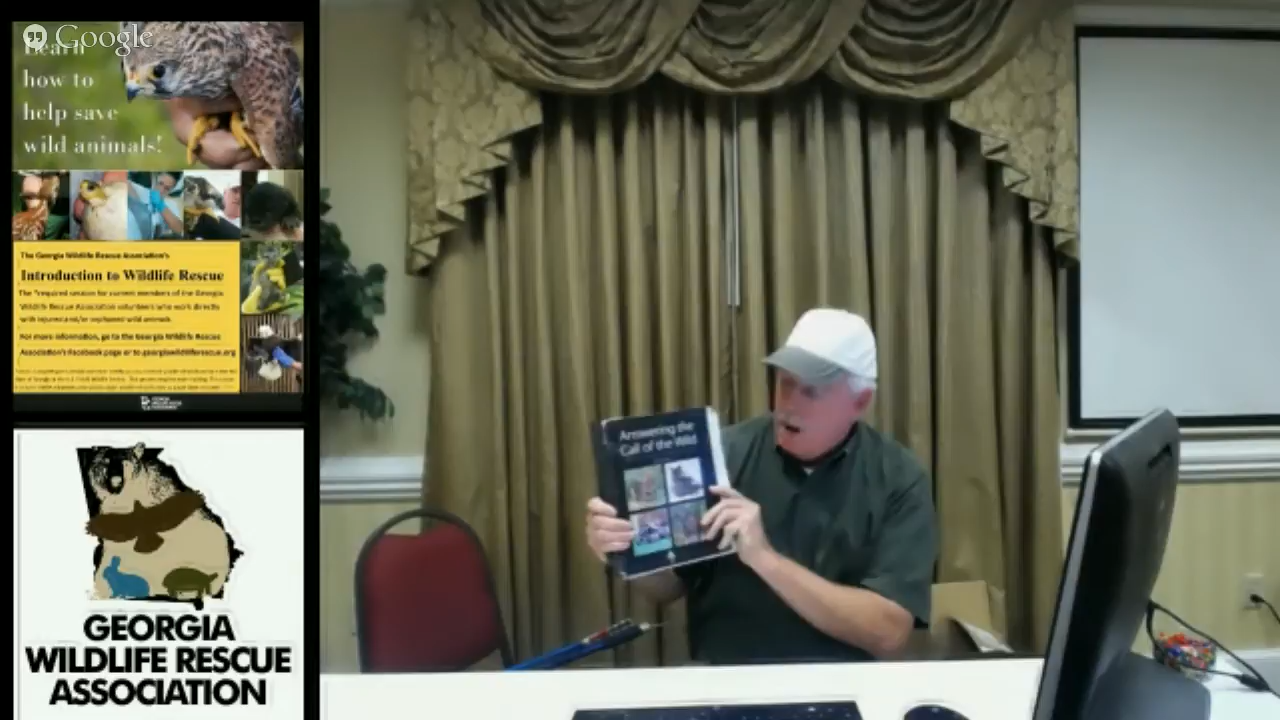 Google
Learn
how to
help save
wild animals!
The Georgia Wildlife Rescue Association's
Introduction to Wildlife Rescue
The "required session for current members of the Georgia
Wildlife Rescue Association volunteers who work directly
with injured and/or orphaned wild animals.
For more information, go to the Georgia Wildlife Rescue
Association's Facebook page or to georgiawildliferescue.org
GEORGIA
WILDLIFE RESCUE
ASSOCIATION
Answering the
Call of the Wild